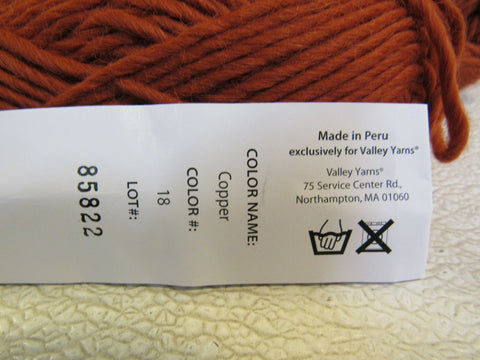 Made in Peru
exclusively for Valley Yarns®
Valley Yarns®
75 Service Center Rd.,
Northampton, MA 01060
COLOR NAME:
Copper
COLOR #:
18
LOT#:
85822